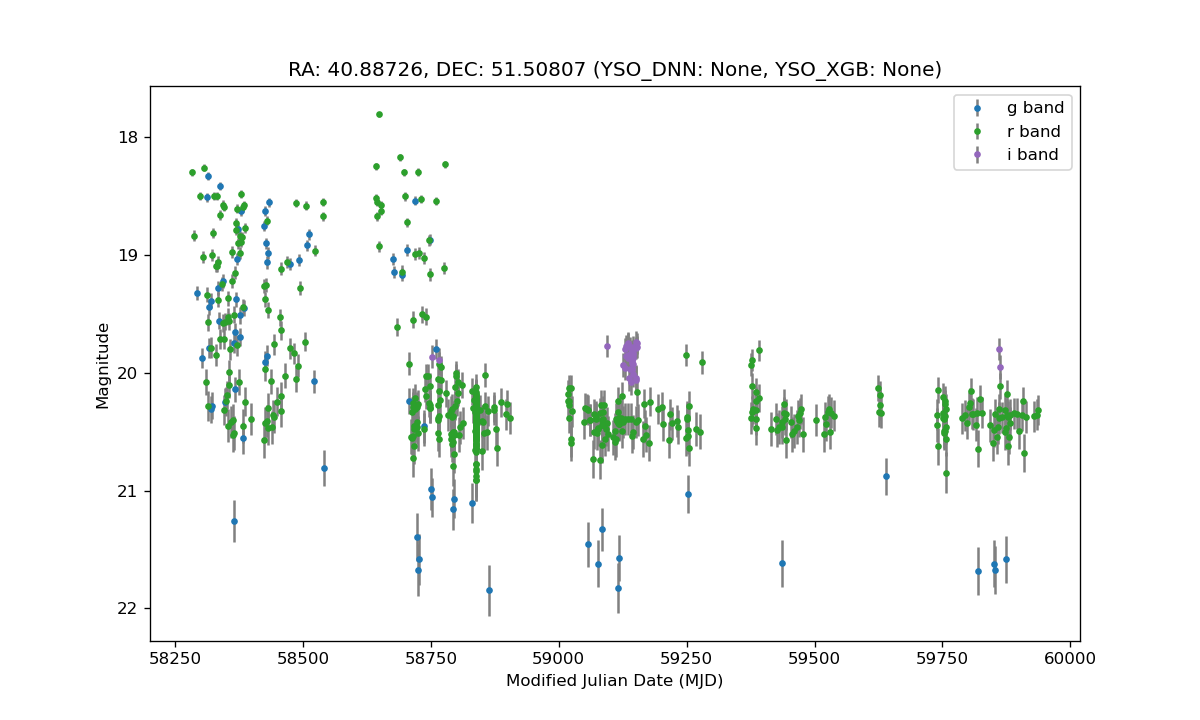 RA: 40.88726, DEC: 51.50807 (YSO_DNN: None, YSO_XGB: None)
g band
r band
i band
18
19
20
21
22
Magnitude
58250 58500 58750 59000 59250 59500 59750 60000
Modified Julian Date (MJD)